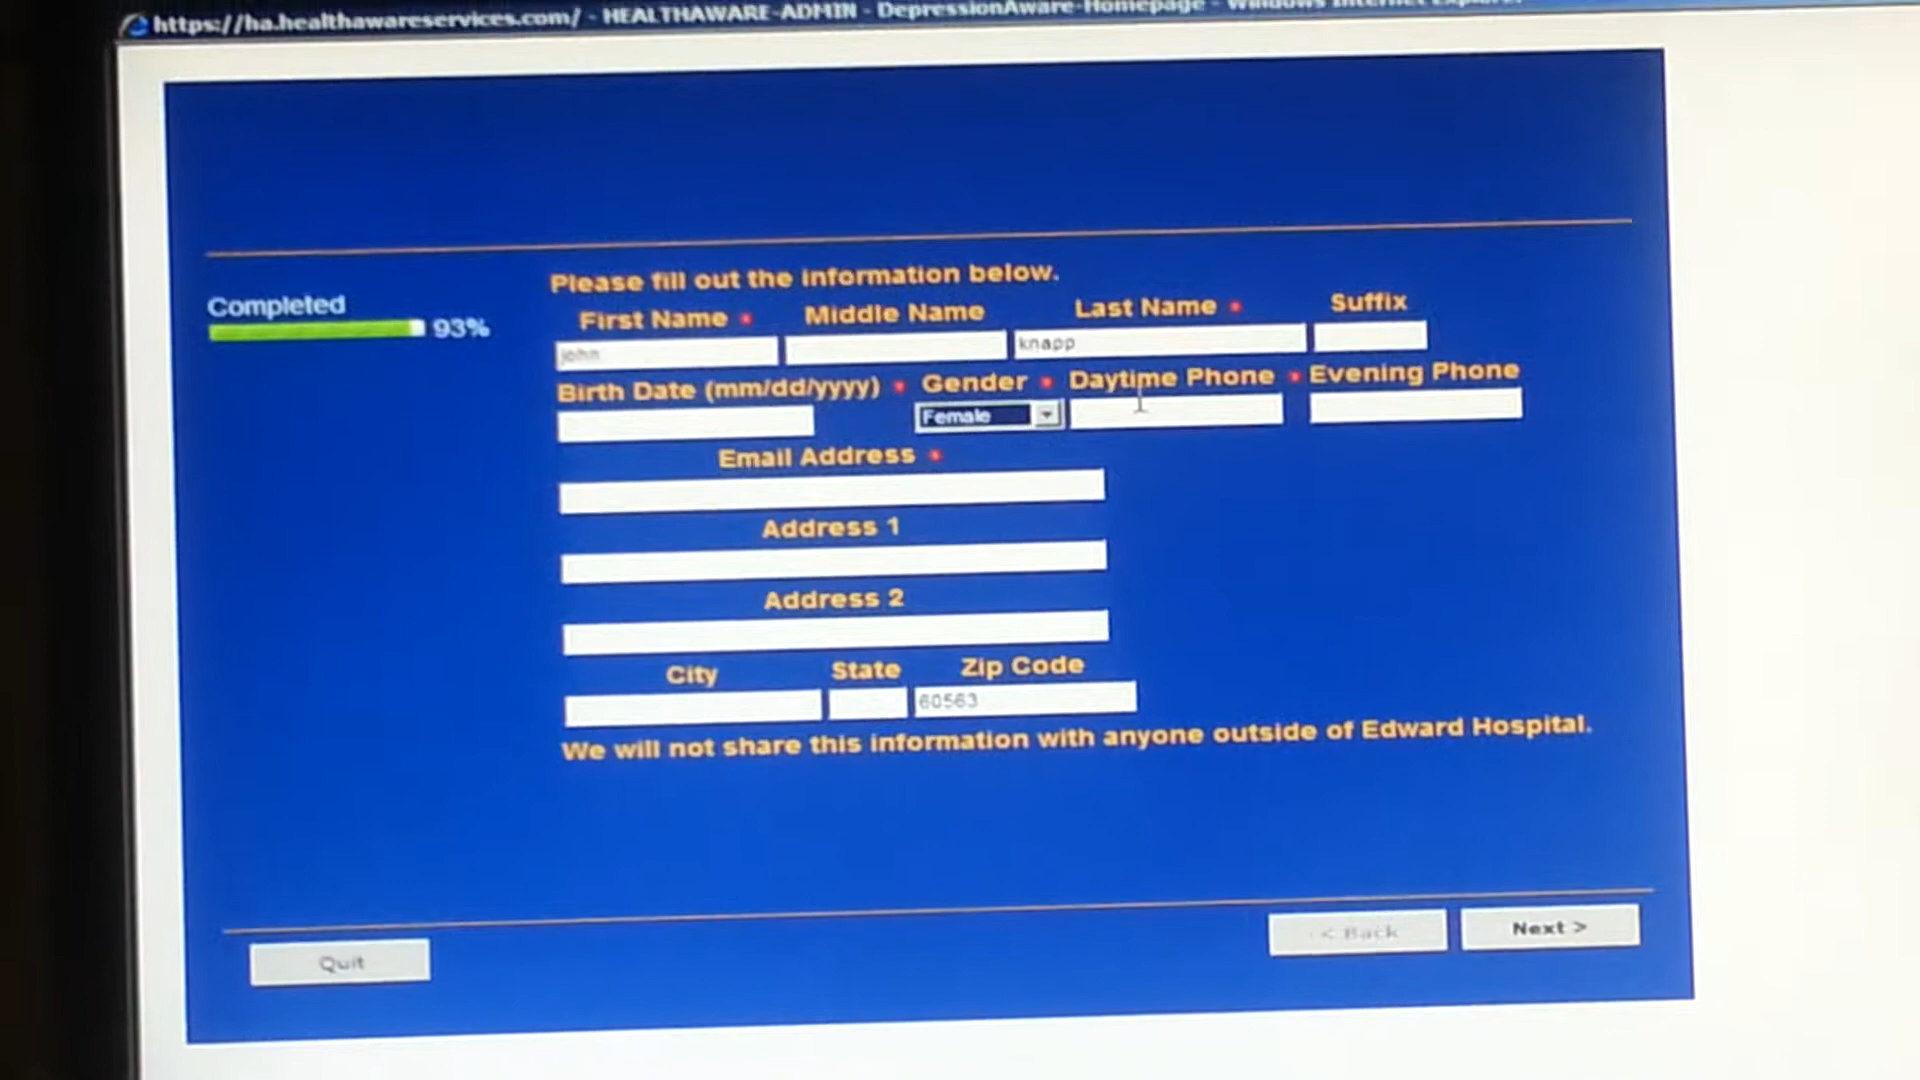 https://ha.healthawareservices.com/ - HEALTHAWARE-ADMIN - DepressionAware-Homepage - Windows Internet Explorer
Please fill out the information below.
Completed
93%
First Name * Middle Name Last Name * Suffix
john knapp
Birth Date (mm/dd/yyyy) * Gender * Daytime Phone * Evening Phone
Female
Email Address *
Address 1
Address 2
City State Zip Code
60563
We will not share this information with anyone outside of Edward Hospital.
Quit < Back Next >